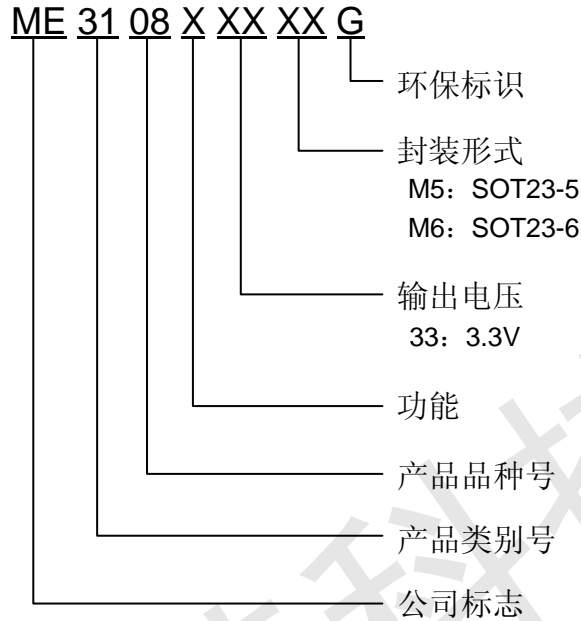 ME 31 08 X XX XX G
环保标识
封装形式
M5：SOT23-5
M6：SOT23-6
输出电压
33：3.3V
功能
产品品种号
产品类别号
公司标志